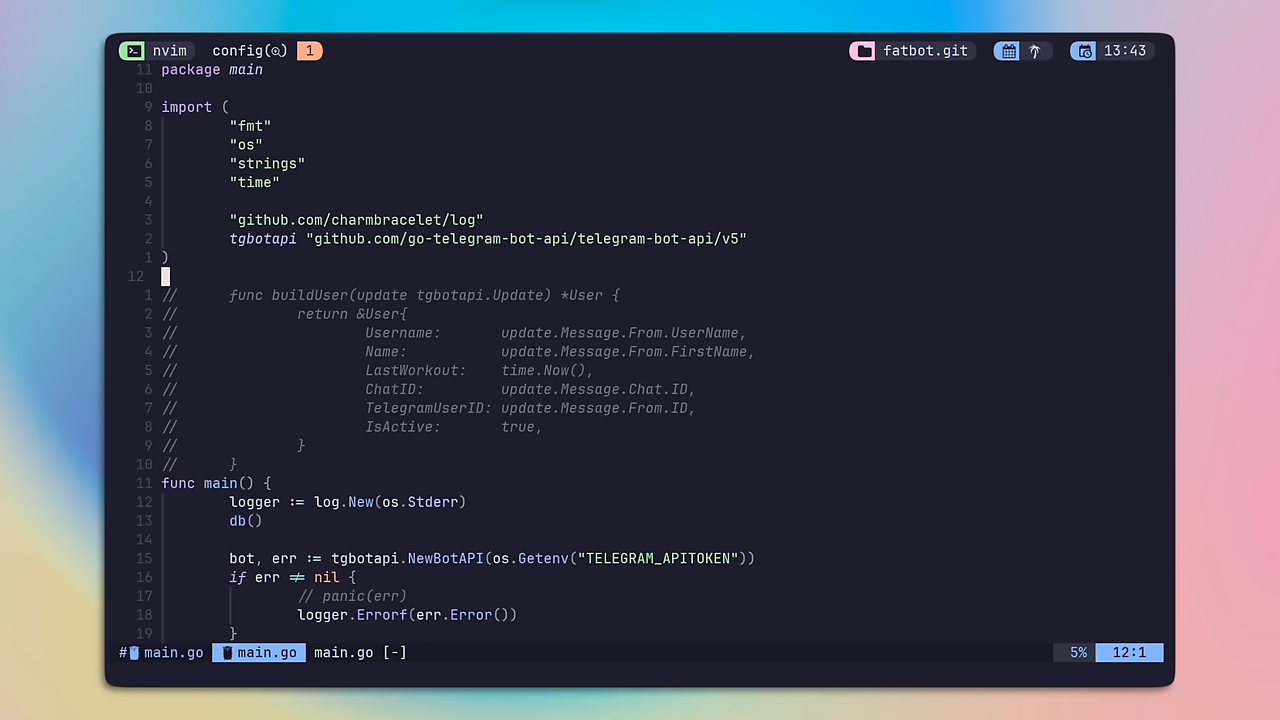 nvim config() 1 fatbot.git 13:43
11 package main
10
9 import (
8 "fmt"
7 "os"
6 "strings"
5 "time"
4
3 "github.com/charmbracelet/log"
2 tgbotapi "github.com/go-telegram-bot-api/telegram-bot-api/v5"
1 )
12
1 // func buildUser(update tgbotapi.Update) *User {
2 // return &User{
3 // Username: update.Message.From.UserName,
4 // Name: update.Message.From.FirstName,
5 // LastWorkout: time.Now(),
6 // ChatID: update.Message.Chat.ID,
7 // TelegramUserID: update.Message.From.ID,
8 // IsActive: true,
9 // }
10 // }
11 func main() {
12 logger := log.New(os.Stderr)
13 db()
14
15 bot, err := tgbotapi.NewBotAPI(os.Getenv("TELEGRAM_APITOKEN"))
16 if err != nil {
17 // panic(err)
18 logger.Errorf(err.Error())
19 }
# main.go main.go main.go [-] 5% 12:1